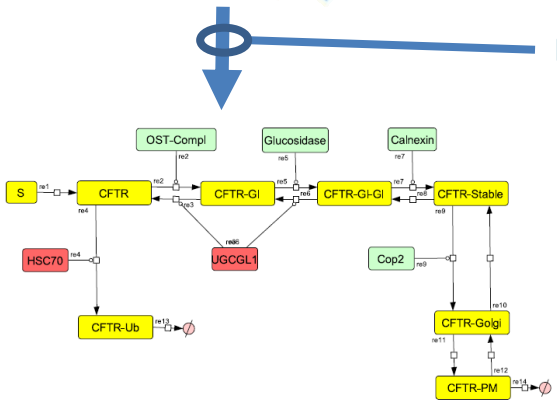 OST-Compl
Glucosidase
Calnexin
re2
re5
re7
S
re1
CFTR
re2
CFTR-Gl
re5
CFTR-Gl-Gl
re7
CFTR-Stable
re3
re6
re8
re4
re9
HSC70
re4
UGCGL1
Cop2
re9
CFTR-Ub
re13
re10
CFTR-Golgi
re11
re12
CFTR-PM
re14